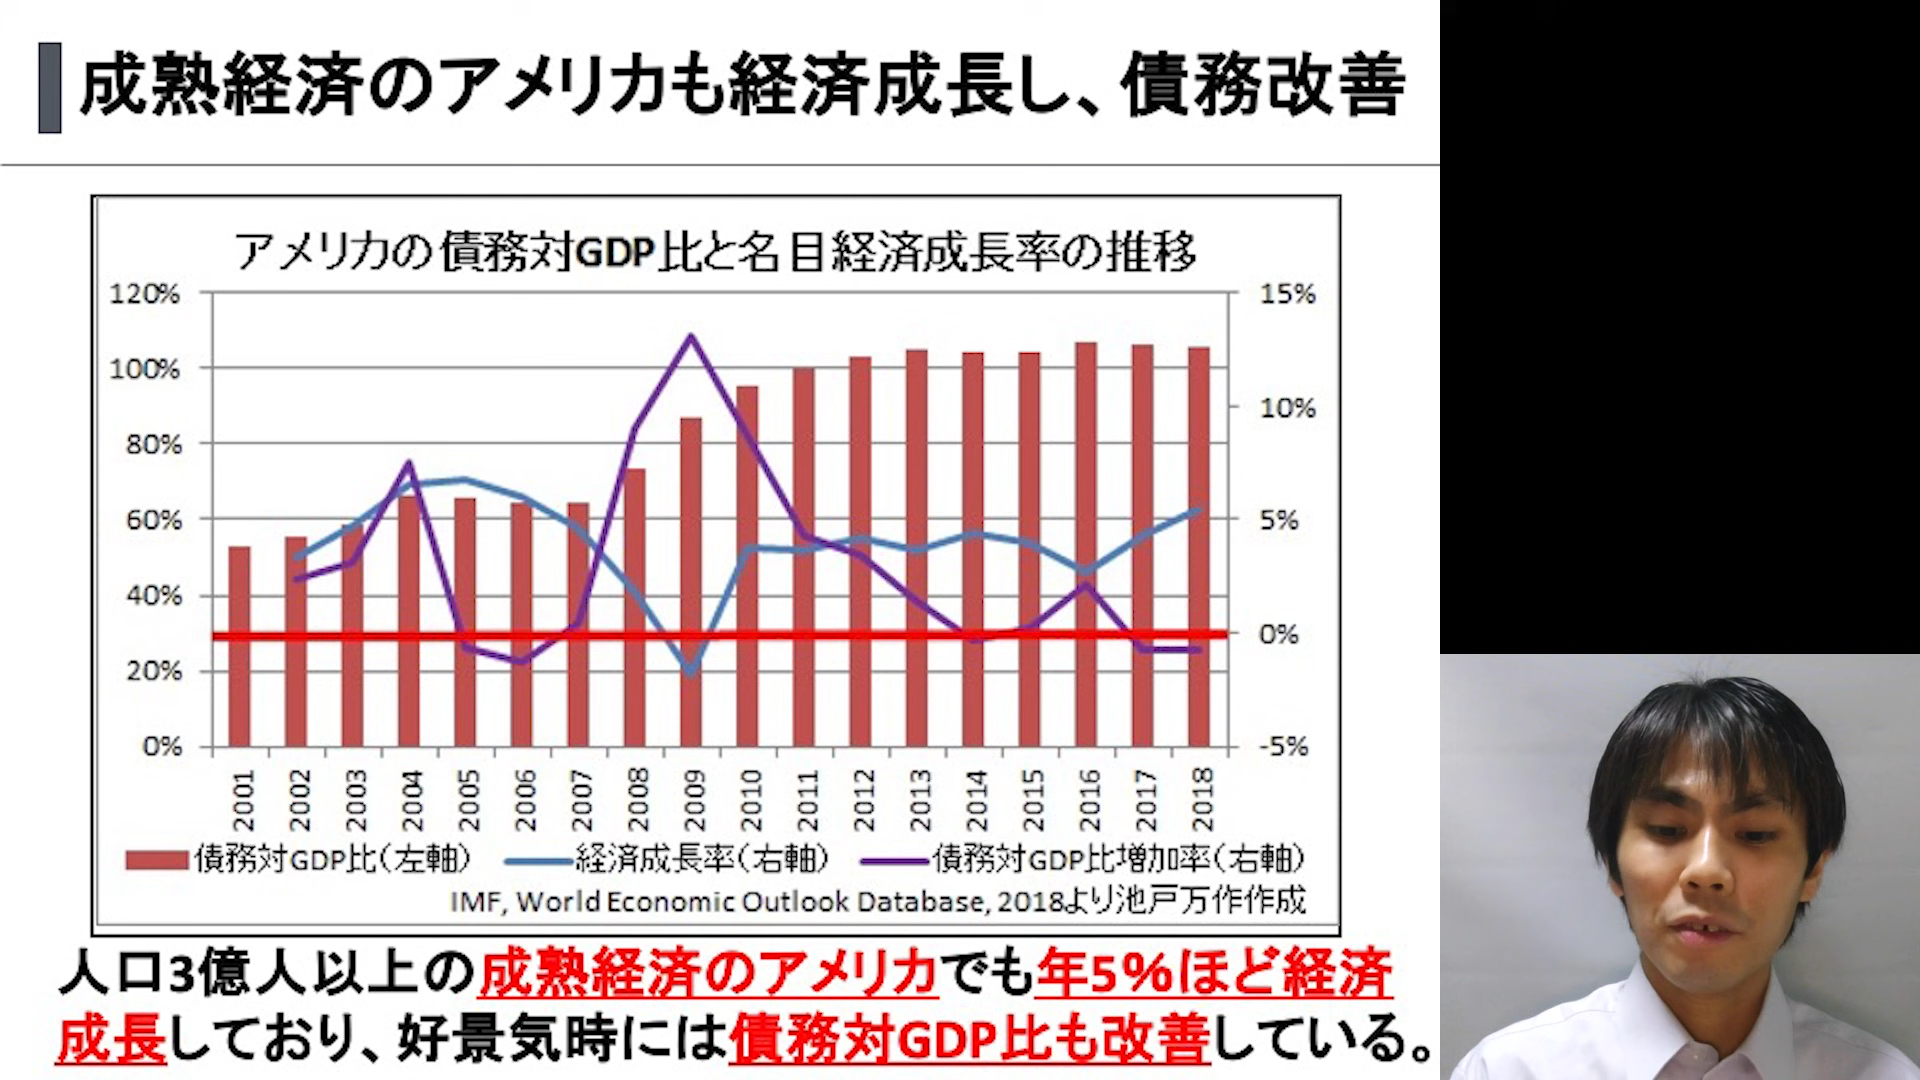 成熟経済のアメリカも経済成長し、債務改善
アメリカの債務対GDP比と名目経済成長率の推移
120%
100%
80%
60%
40%
20%
0%
15%
10%
5%
0%
-5%
2001 2002 2003 2004 2005 2006 2007 2008 2009 2010 2011 2012 2013 2014 2015 2016 2017 2018
債務対GDP比(左軸) 経済成長率(右軸) 債務対GDP比増加率(右軸)
IMF, World Economic Outlook Database, 2018より池戸万作作成
人口3億人以上の成熟経済のアメリカでも年5%ほど経済
成長しており、好景気時には債務対GDP比も改善している。